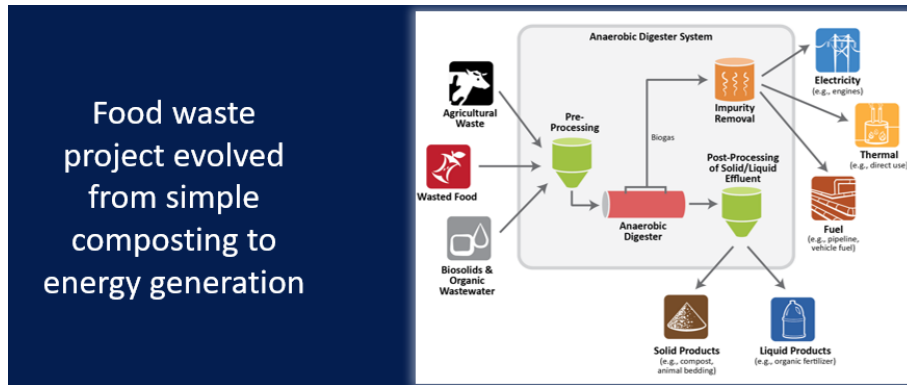 Food waste
project evolved
from simple
composting to
energy generation
Anaerobic Digester System
Agricultural
Waste
Wasted Food
Biosolids &
Organic
Wastewater
Pre-
Processing
Biogas
Anaerobic
Digester
Impurity
Removal
Post-Processing
of Solid/Liquid
Effluent
Electricity
(e.g., engines)
Thermal
(e.g., direct use)
Fuel
(e.g., pipeline,
vehicle fuel)
Solid Products
(e.g., compost,
animal bedding)
Liquid Products
(e.g., organic fertilizer)